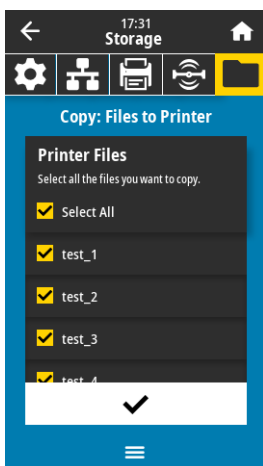 17:31
Storage
Copy: Files to Printer
Printer Files
Select all the files you want to copy.
Select All
test_1
test_2
test_3
test_4